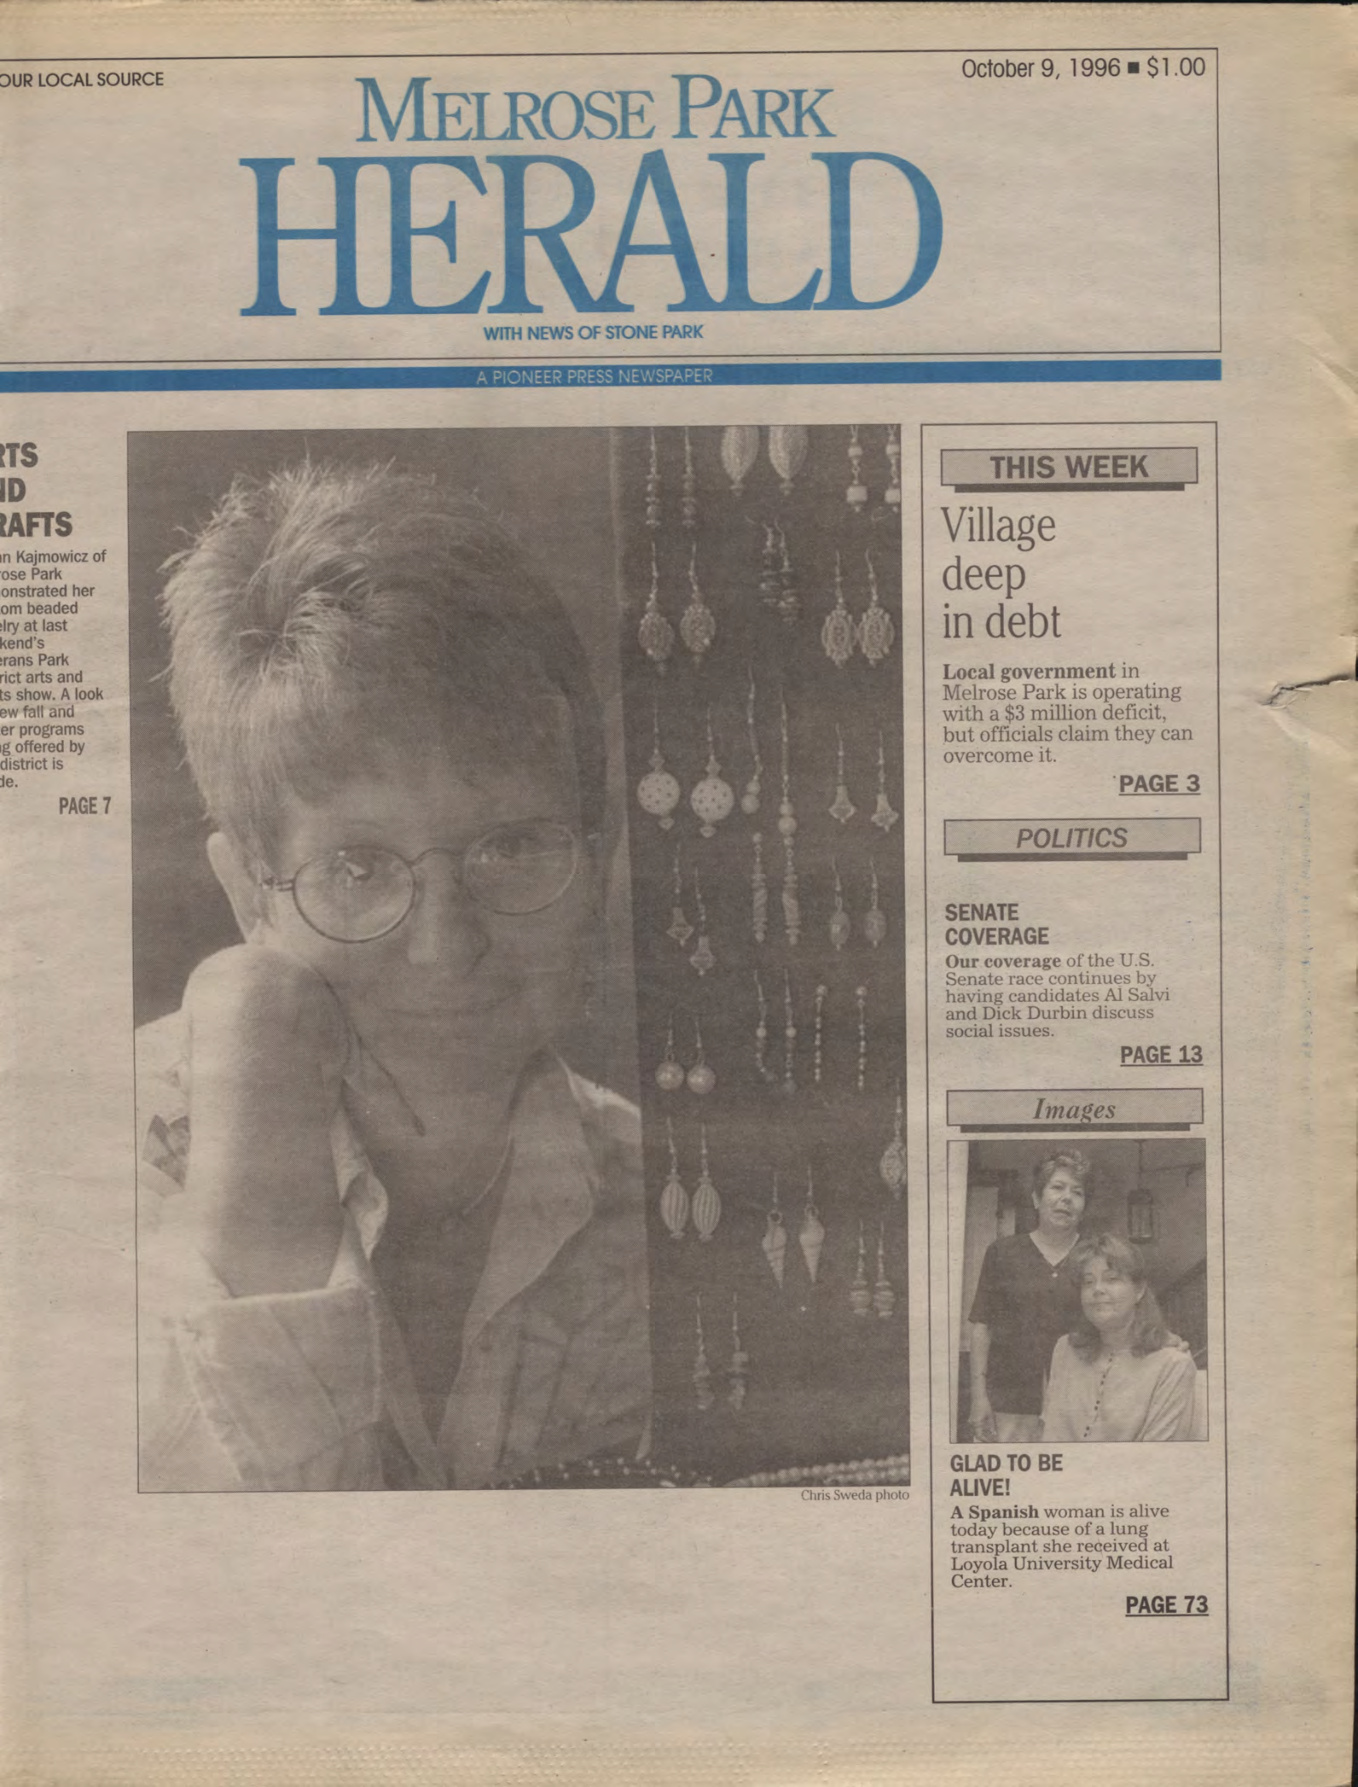 OUR LOCAL SOURCE
October 9, 1996 ■ $1.00
MELROSE PARK
HERALD
WITH NEWS OF STONE PARK
A PIONEER PRESS NEWSPAPER
RTS
ND
RAFTS
an Kajmowicz of
rose Park
onstrated her
om beaded
elry at last
kend's
erans Park
rict arts and
ts show. A look
ew fall and
er programs
g offered by
district is
de.
PAGE 7
Chris Sweda photo
THIS WEEK
Village
deep
in debt
Local government in
Melrose Park is operating
with a $3 million deficit,
but officials claim they can
overcome it.
PAGE 3
POLITICS
SENATE
COVERAGE
Our coverage of the U.S.
Senate race continues by
having candidates Al Salvi
and Dick Durbin discuss
social issues.
PAGE 13
Images
GLAD TO BE
ALIVE!
A Spanish woman is alive
today because of a lung
transplant she received at
Loyola University Medical
Center.
PAGE 73